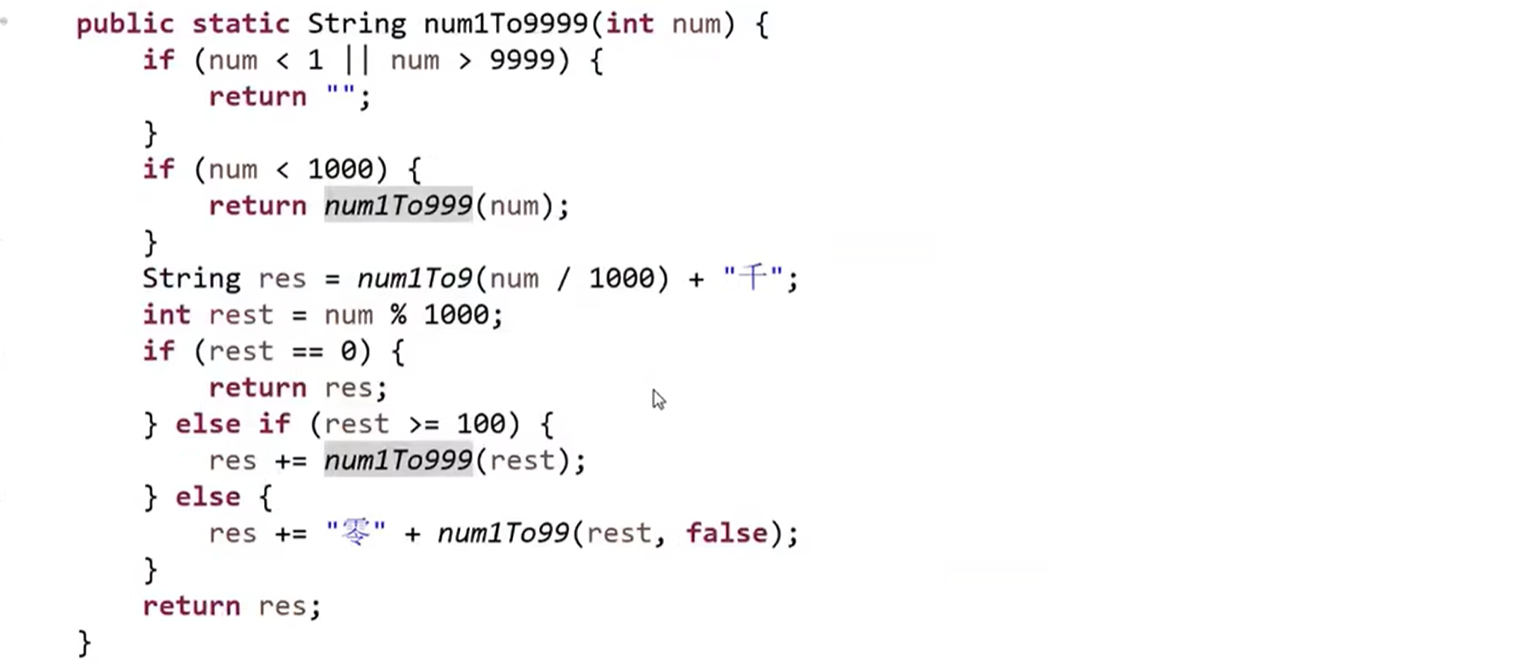 public static String num1To9999(int num) {
if (num < 1 || num > 9999) {
return "";
}
if (num < 1000) {
return num1To999(num);
}
String res = num1To9(num / 1000) + "千";
int rest = num % 1000;
if (rest == 0) {
return res;
} else if (rest >= 100) {
res += num1To999(rest);
} else {
res += "零" + num1To99(rest, false);
}
return res;
}